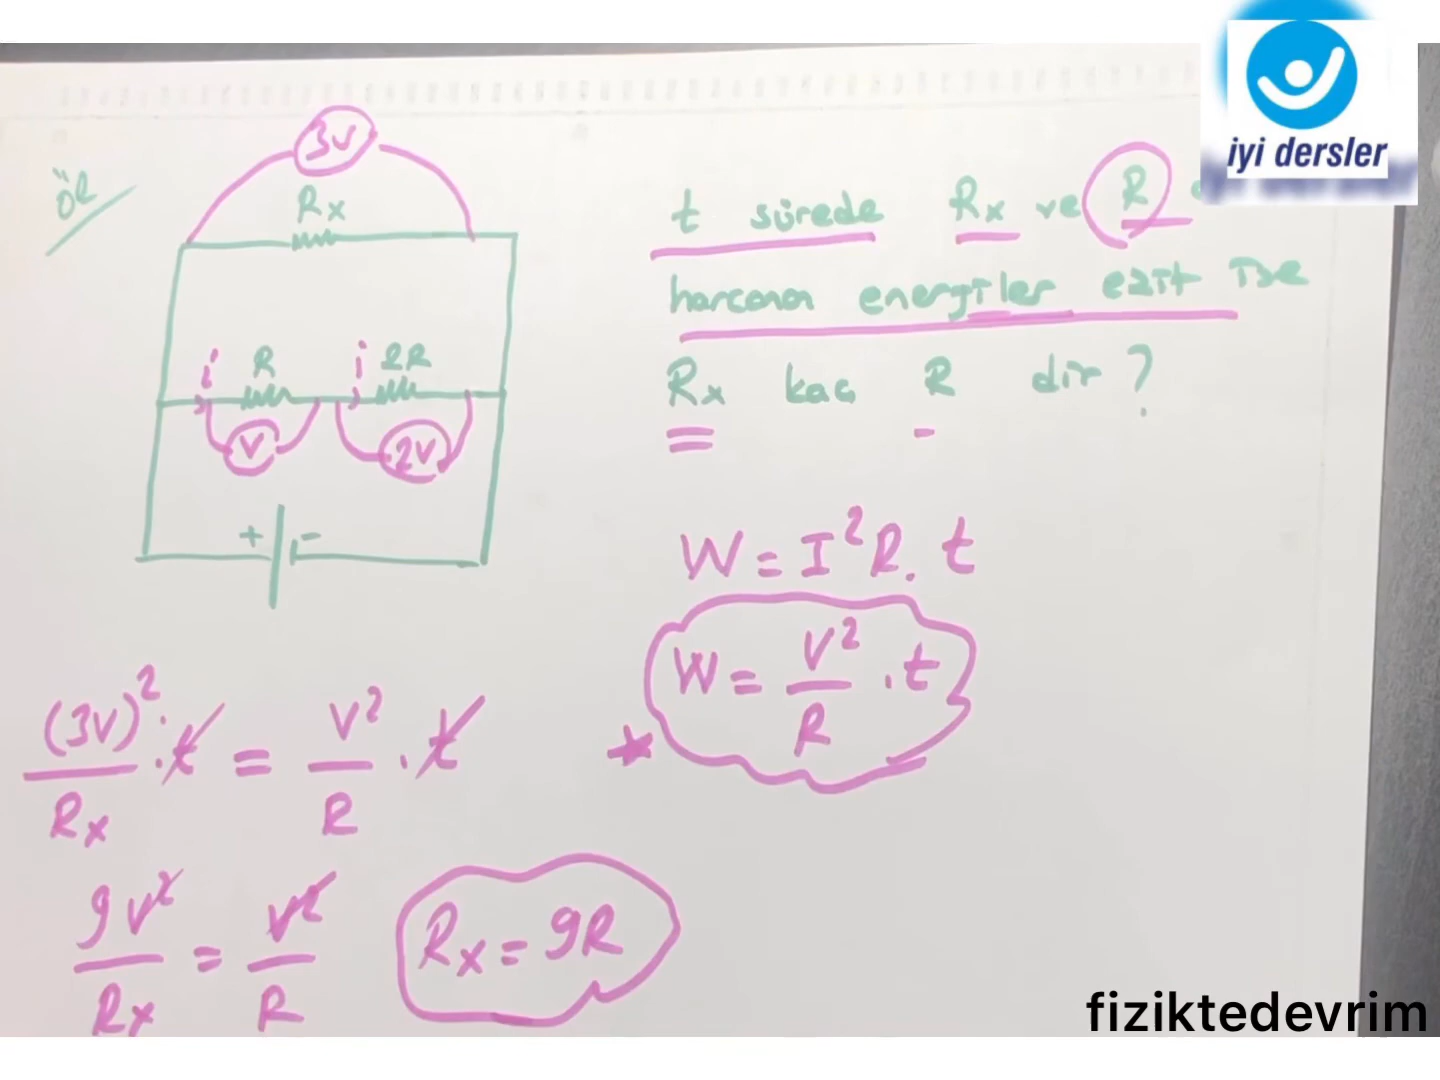 iyi dersler
ÖR
3V
Rx
i R i 2R
V 2V
+ -
t sürede Rx ve R
harcanan enerjiler eşit ise
Rx kaç R dir ?
W = I²R.t
W = V²/R .t
(3V)²/Rx .t = V²/R .t
9V²/Rx = V²/R
Rx = 9R
fiziktedevrim